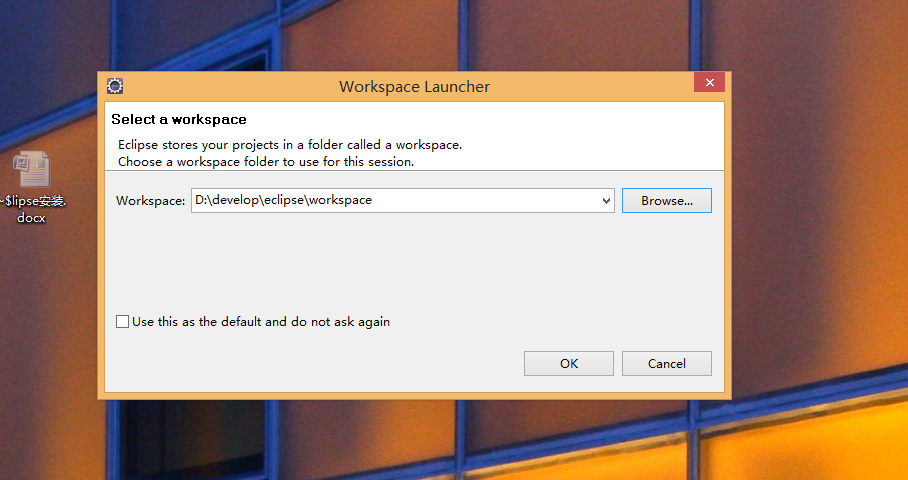 Workspace Launcher
Select a workspace
Eclipse stores your projects in a folder called a workspace.
Choose a workspace folder to use for this session.
~$lipse安装.
docx
Workspace: D:\develop\eclipse\workspace Browse...
Use this as the default and do not ask again
OK Cancel